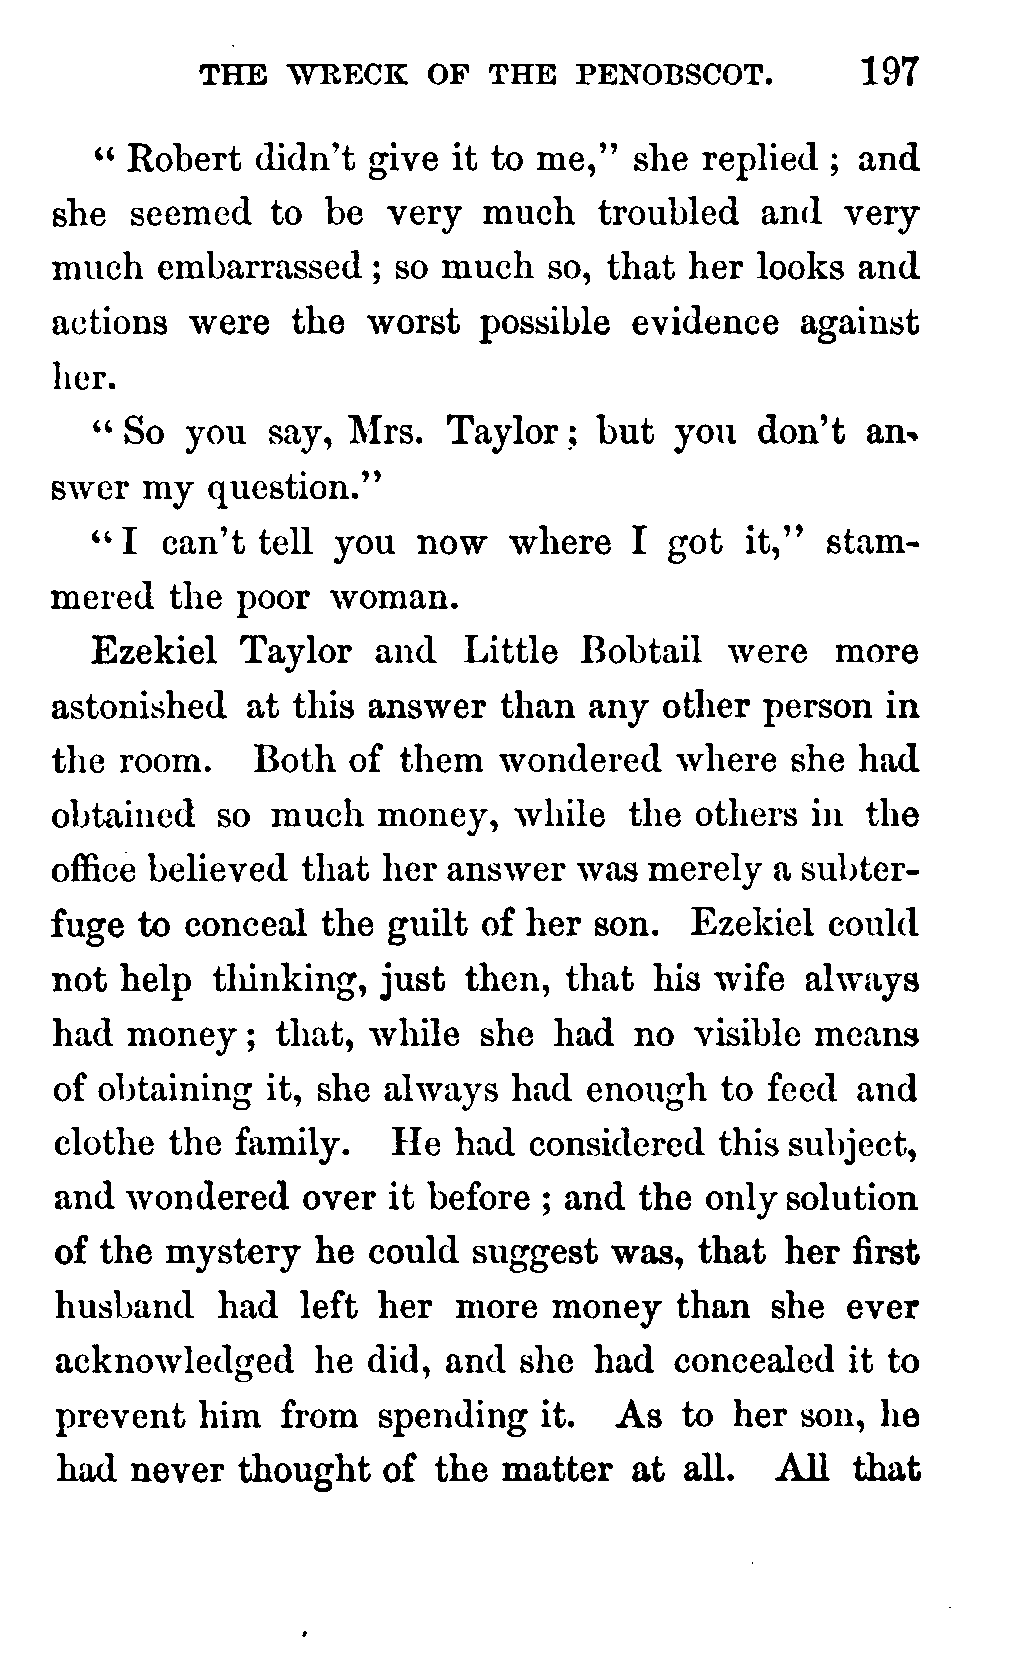 THE WRECK OF THE PENOBSCOT. 197
“ Robert didn’t give it to me,” she replied ; and
she seemed to be very much troubled and very
much embarrassed ; so much so, that her looks and
actions were the worst possible evidence against
her.
“ So you say, Mrs. Taylor ; but you don’t an-
swer my question.”
“ I can’t tell you now where I got it,” stam-
mered the poor woman.
Ezekiel Taylor and Little Bobtail were more
astonished at this answer than any other person in
the room. Both of them wondered where she had
obtained so much money, while the others in the
office believed that her answer was merely a subter-
fuge to conceal the guilt of her son. Ezekiel could
not help thinking, just then, that his wife always
had money ; that, while she had no visible means
of obtaining it, she always had enough to feed and
clothe the family. He had considered this subject,
and wondered over it before ; and the only solution
of the mystery he could suggest was, that her first
husband had left her more money than she ever
acknowledged he did, and she had concealed it to
prevent him from spending it. As to her son, he
had never thought of the matter at all. All that